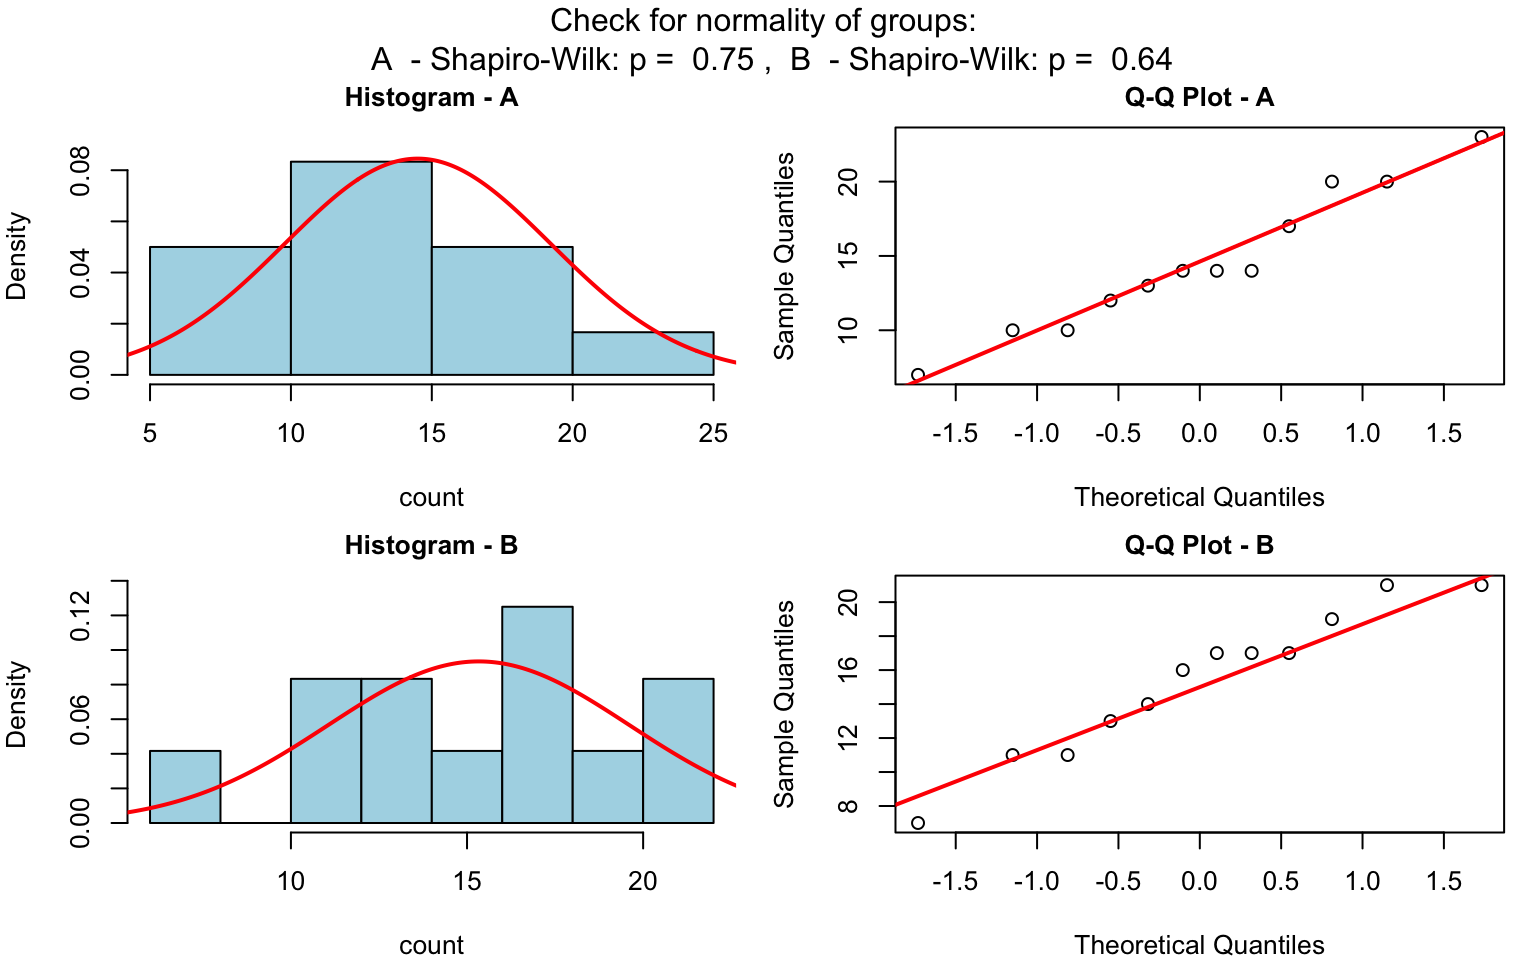 Check for normality of groups:
A  - Shapiro-Wilk: p =  0.75 ,  B  - Shapiro-Wilk: p =  0.64
Histogram - A
Density
0.00 0.04 0.08
5 10 15 20 25
count
Q-Q Plot - A
Sample Quantiles
10 15 20
-1.5 -1.0 -0.5 0.0 0.5 1.0 1.5
Theoretical Quantiles
Histogram - B
Density
0.00 0.06 0.12
10 15 20
count
Q-Q Plot - B
Sample Quantiles
8 12 16 20
-1.5 -1.0 -0.5 0.0 0.5 1.0 1.5
Theoretical Quantiles